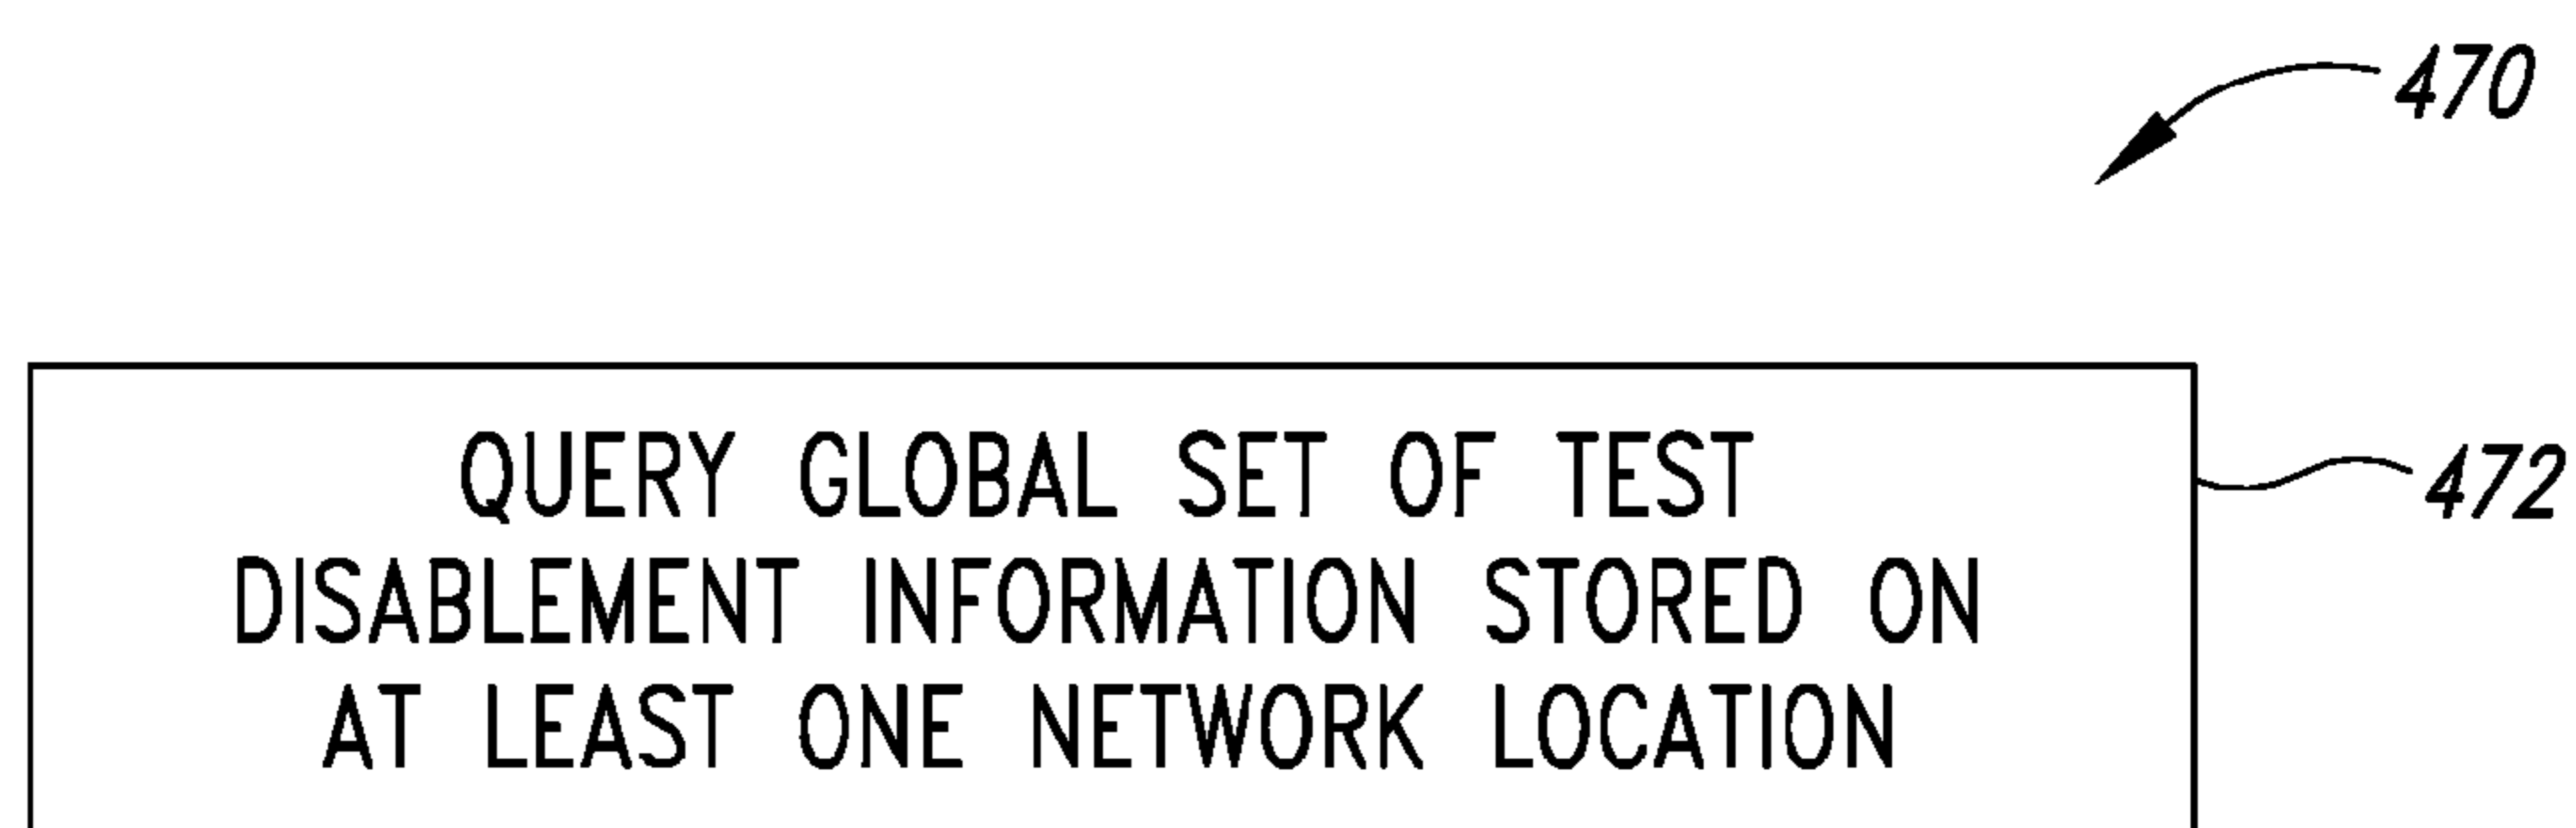 470
QUERY GLOBAL SET OF TEST
472
DISABLEMENT INFORMATION STORED ON
AT LEAST ONE NETWORK LOCATION